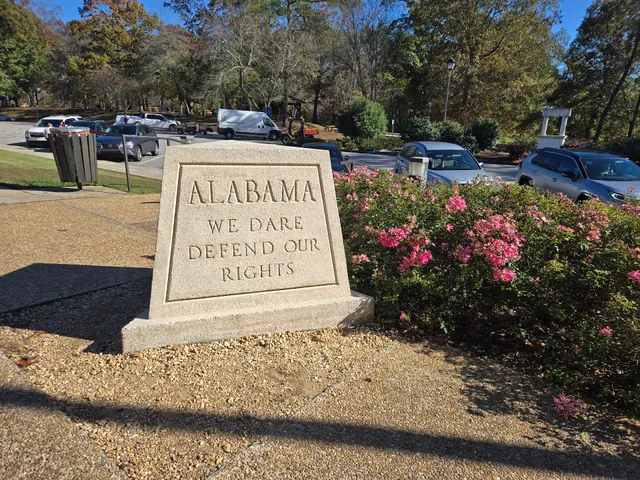 ALABAMA
WE DARE
DEFEND OUR
RIGHTS